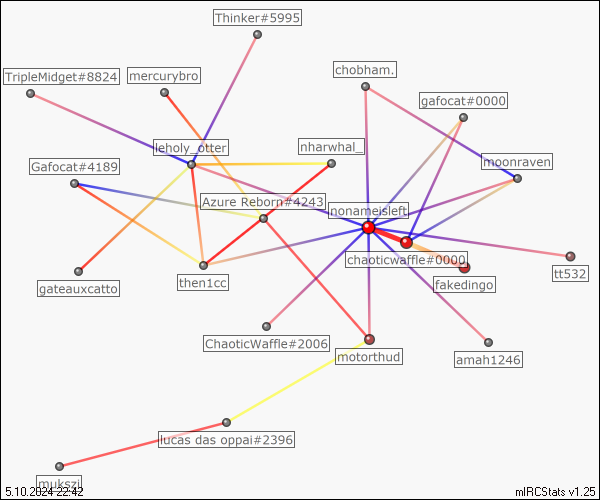 Thinker#5995
TripleMidget#8824
mercurybro
chobham.
gafocat#0000
leholy_otter
nharwhal_
moonraven
Gafocat#4189
Azure Reborn#4243
nonameisleft
chaoticwaffle#0000
tt532
gateauxcatto
then1cc
fakedingo
ChaoticWaffle#2006
motorthud
amah1246
lucas das oppai#2396
mukszi
5.10.2024 22:42
mIRCStats v1.25